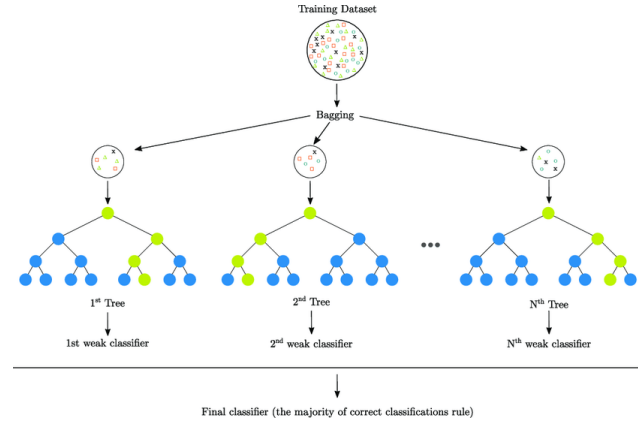 Training Dataset
Bagging
1st Tree
2nd Tree
Nth Tree
1st weak classifier
2nd weak classifier
Nth weak classifier
Final classifier (the majority of correct classifications rule)